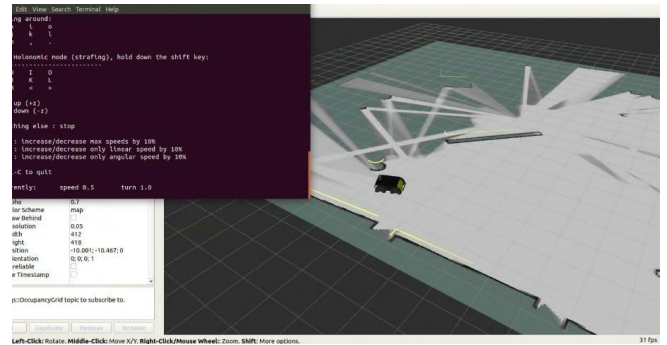 Edit View Search Terminal Help
ng around:
i o
k l
, .
Holonomic mode (strafing), hold down the shift key:
---------------------------
I O
K L
< >
up (+z)
down (-z)
thing else : stop
: increase/decrease max speeds by 10%
: increase/decrease only linear speed by 10%
: increase/decrease only angular speed by 10%
-C to quit
rently: speed 0.5 turn 1.0
pha 0.7
lor Scheme map
aw Behind
solution 0.05
dth 412
ight 418
sition -10.001; -10.467; 0
ientation 0; 0; 0; 1
reliable
e Timestamp
gs::OccupancyGrid topic to subscribe to.
Duplicate Remove Rename
Left-Click: Rotate. Middle-Click: Move X/Y. Right-Click/Mouse Wheel:: Zoom. Shift: More options.
31 fps